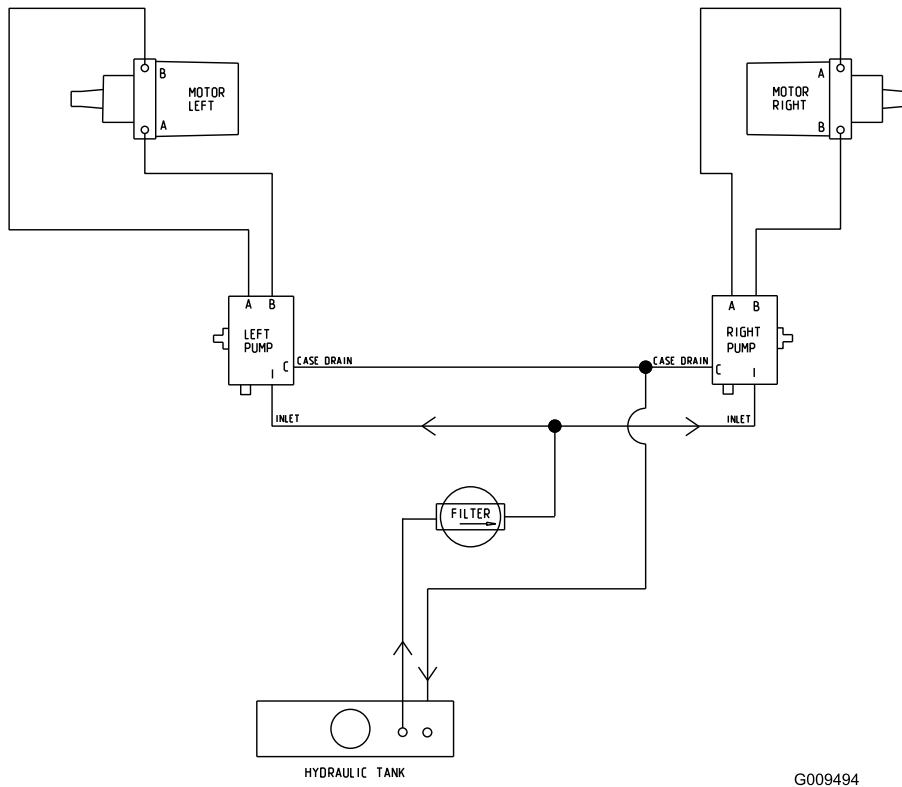 B
MOTOR
LEFT
A
A
MOTOR
RIGHT
B
A B
LEFT
PUMP
C
I
CASE DRAIN
INLET
A B
RIGHT
PUMP
CASE DRAIN
C
I
INLET
FILTER
HYDRAULIC TANK
G009494